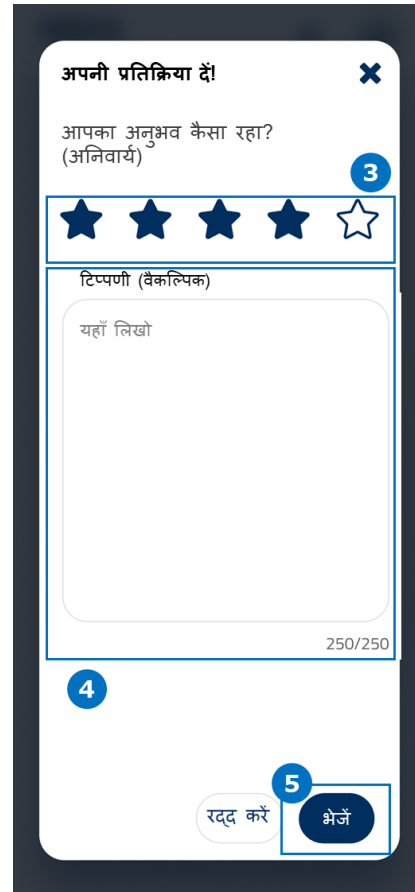 अपनी प्रतिक्रिया दें!
आपका अनुभव कैसा रहा?
(अनिवार्य)
3
टिप्पणी (वैकल्पिक)
यहाँ लिखो
250/250
4
5
रद्द करें
भेजें